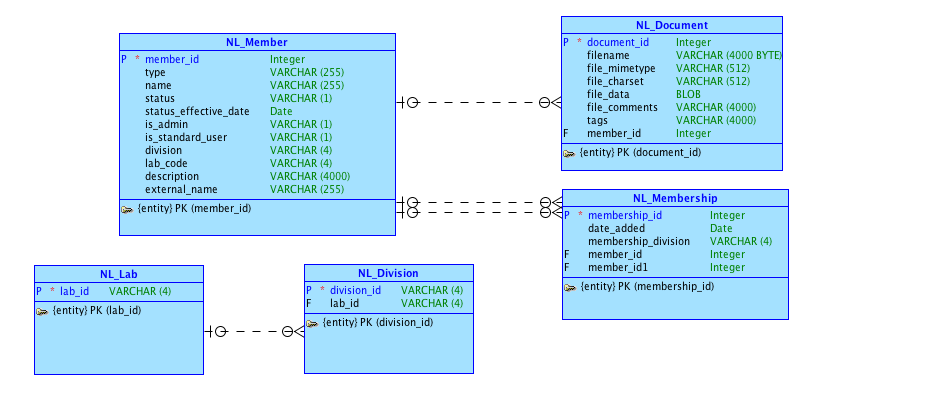 NL_Member
P * member_id Integer
type VARCHAR (255)
name VARCHAR (255)
status VARCHAR (1)
status_effective_date Date
is_admin VARCHAR (1)
is_standard_user VARCHAR (1)
division VARCHAR (4)
lab_code VARCHAR (4)
description VARCHAR (4000)
external_name VARCHAR (255)
{entity} PK (member_id)
NL_Document
P * document_id Integer
filename VARCHAR (4000 BYTE)
file_mimetype VARCHAR (512)
file_charset VARCHAR (512)
file_data BLOB
file_comments VARCHAR (4000)
tags VARCHAR (4000)
F member_id Integer
{entity} PK (document_id)
NL_Membership
P * membership_id Integer
date_added Date
membership_division VARCHAR (4)
F member_id Integer
F member_id1 Integer
{entity} PK (membership_id)
NL_Lab
P * lab_id VARCHAR (4)
{entity} PK (lab_id)
NL_Division
P * division_id VARCHAR (4)
F lab_id VARCHAR (4)
{entity} PK (division_id)